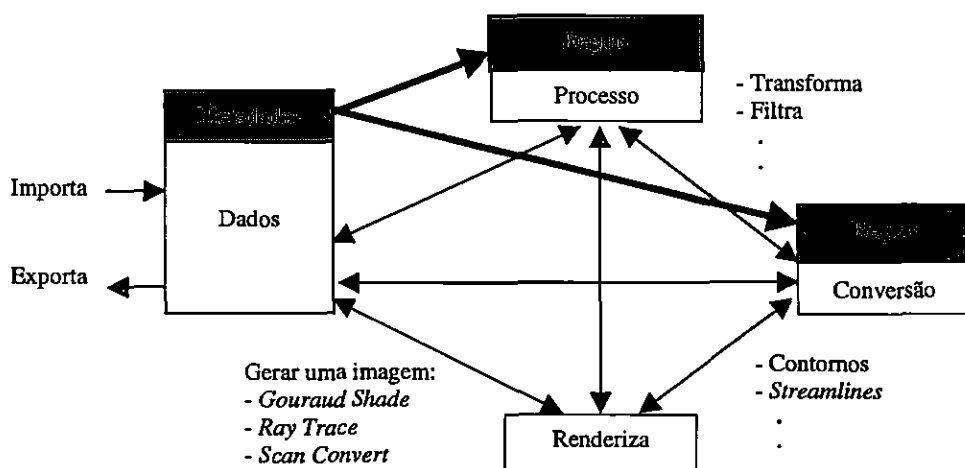 Processo
- Transforma
- Filtra
.
.
Importa
Dados
Exporta
Conversão
Gerar uma imagem:
- Gouraud Shade
- Ray Trace
- Scan Convert
- Contornos
- Streamlines
.
.
Renderiza